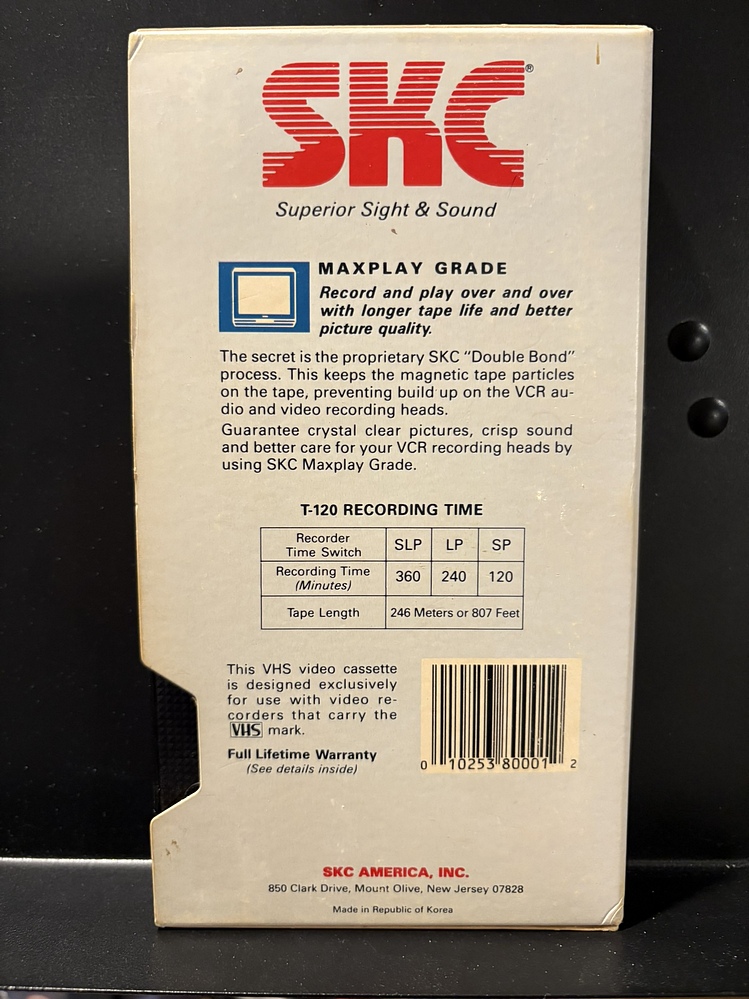 SKC®
Superior Sight & Sound
MAXPLAY GRADE
Record and play over and over
with longer tape life and better
picture quality.
The secret is the proprietary SKC "Double Bond"
process. This keeps the magnetic tape particles
on the tape, preventing build up on the VCR au-
dio and video recording heads.
Guarantee crystal clear pictures, crisp sound
and better care for your VCR recording heads by
using SKC Maxplay Grade.
T-120 RECORDING TIME
Recorder
Time Switch
SLP LP SP
Recording Time
(Minutes)
360 240 120
Tape Length 246 Meters or 807 Feet
This VHS video cassette
is designed exclusively
for use with video re-
corders that carry the
VHS mark.
Full Lifetime Warranty
(See details inside)
0 10253 80001 2
SKC AMERICA, INC.
850 Clark Drive, Mount Olive, New Jersey 07828
Made in Republic of Korea